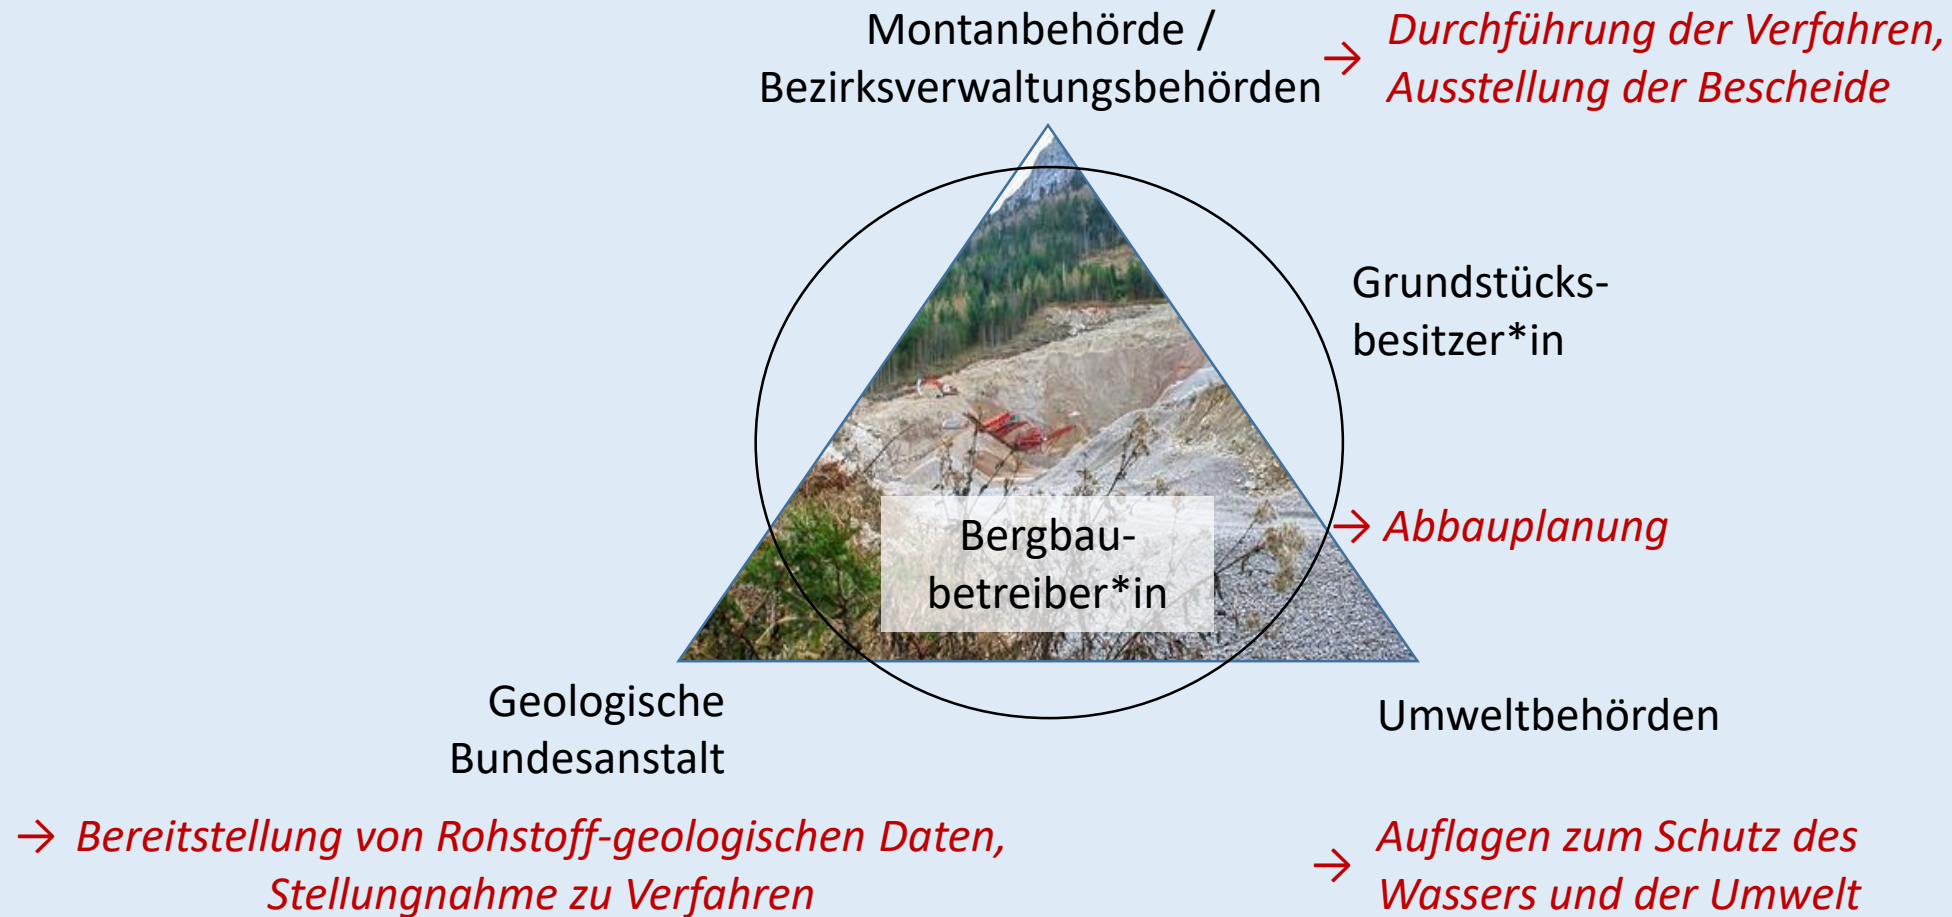 Montanbehörde /
Bezirksverwaltungsbehörden
→ Durchführung der Verfahren,
Ausstellung der Bescheide
Grundstücks-
besitzer*in
Bergbau-
betreiber*in
→ Abbauplanung
Geologische
Bundesanstalt
→ Bereitstellung von Rohstoff-geologischen Daten,
Stellungnahme zu Verfahren
Umweltbehörden
→ Auflagen zum Schutz des
Wassers und der Umwelt